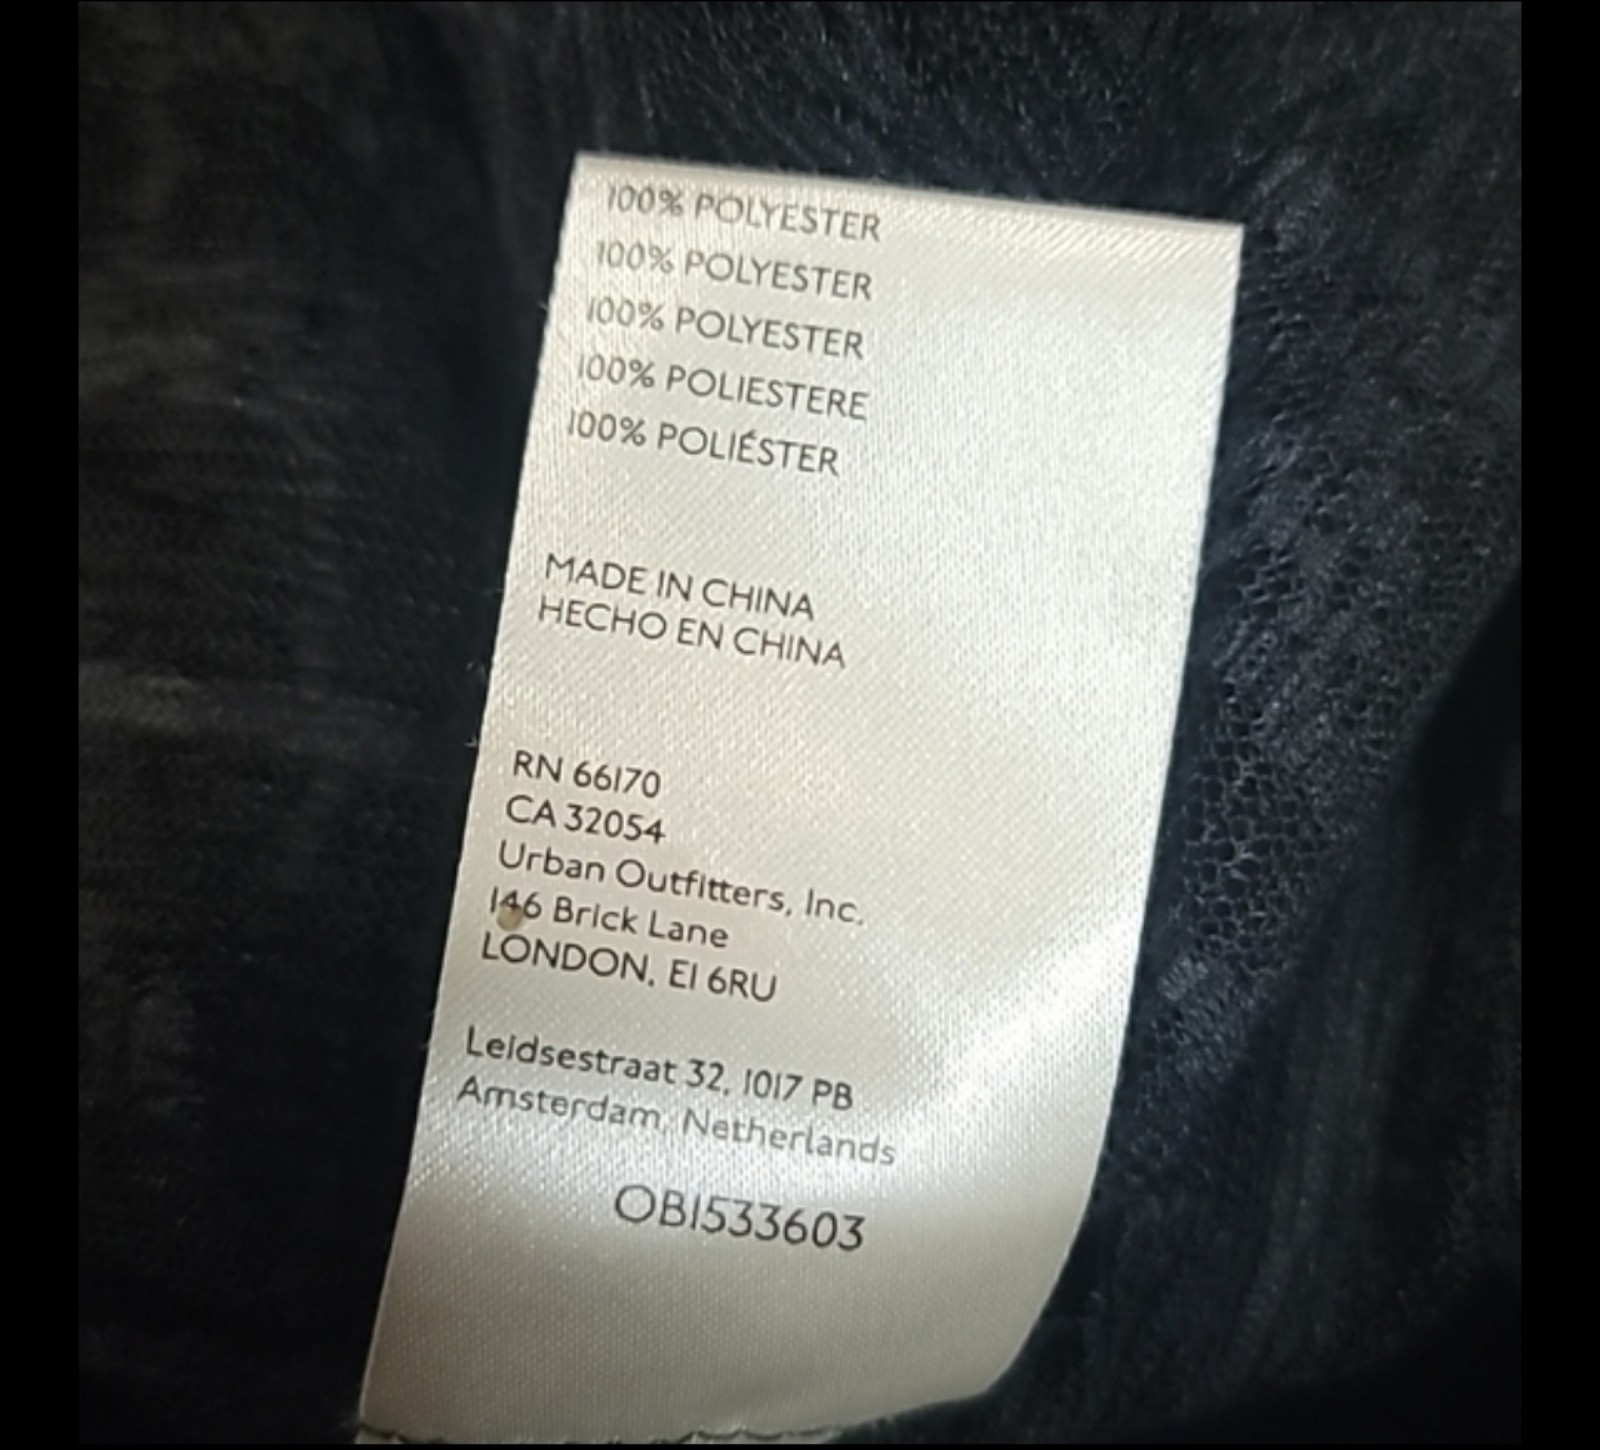 100% POLYESTER
100% POLYESTER
100% POLYESTER
100% POLIESTERE
100% POLIÉSTER
MADE IN CHINA
HECHO EN CHINA
RN 66170
CA 32054
Urban Outfitters, Inc.
146 Brick Lane
LONDON, E1 6RU
Leidsestraat 32, 1017 PB
Amsterdam, Netherlands
OB1533603